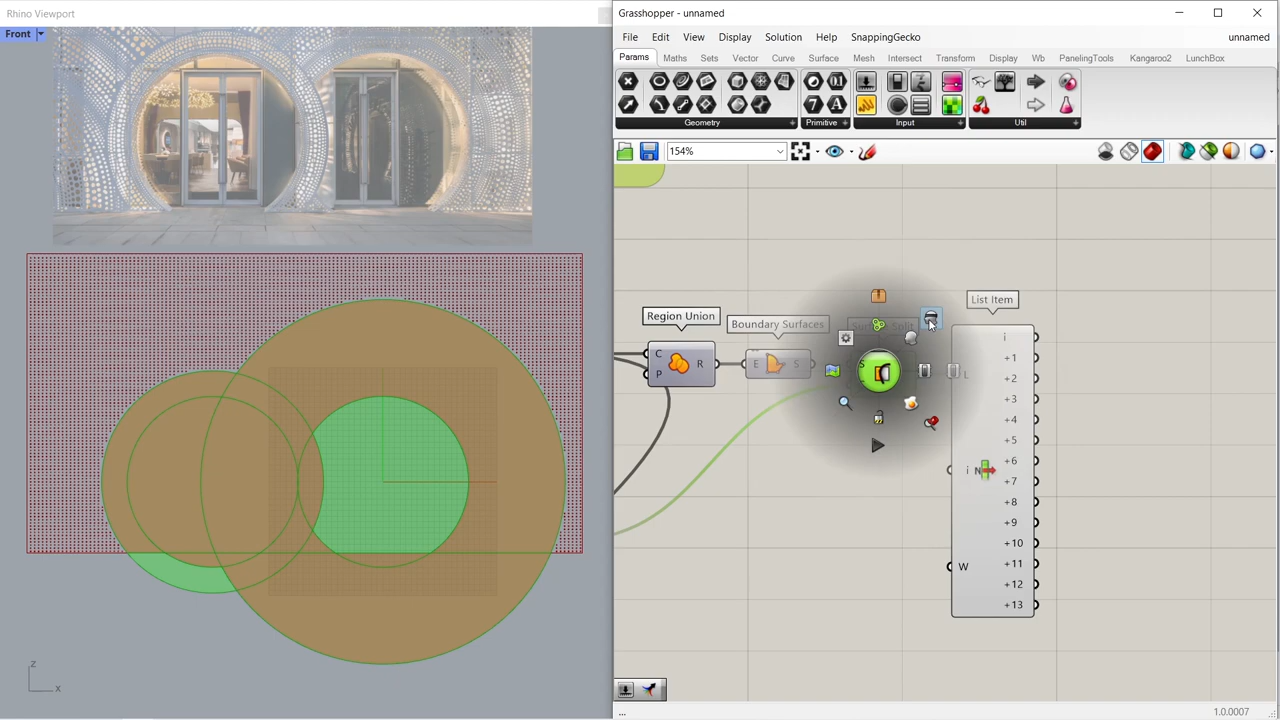 Rhino Viewport
Front
z
x
Grasshopper - unnamed
File Edit View Display Solution Help SnappingGecko unnamed
Params Maths Sets Vector Curve Surface Mesh Intersect Transform Display Wb PanelingTools Kangaroo2 LunchBox
Geometry Primitive Input Util
154%
Region Union
C
P
R
Boundary Surfaces
E
S
Surface Split
S
List Item
L
i
W
i
+1
+2
+3
+4
+5
+6
+7
+8
+9
+10
+11
+12
+13
...
1.0.0007